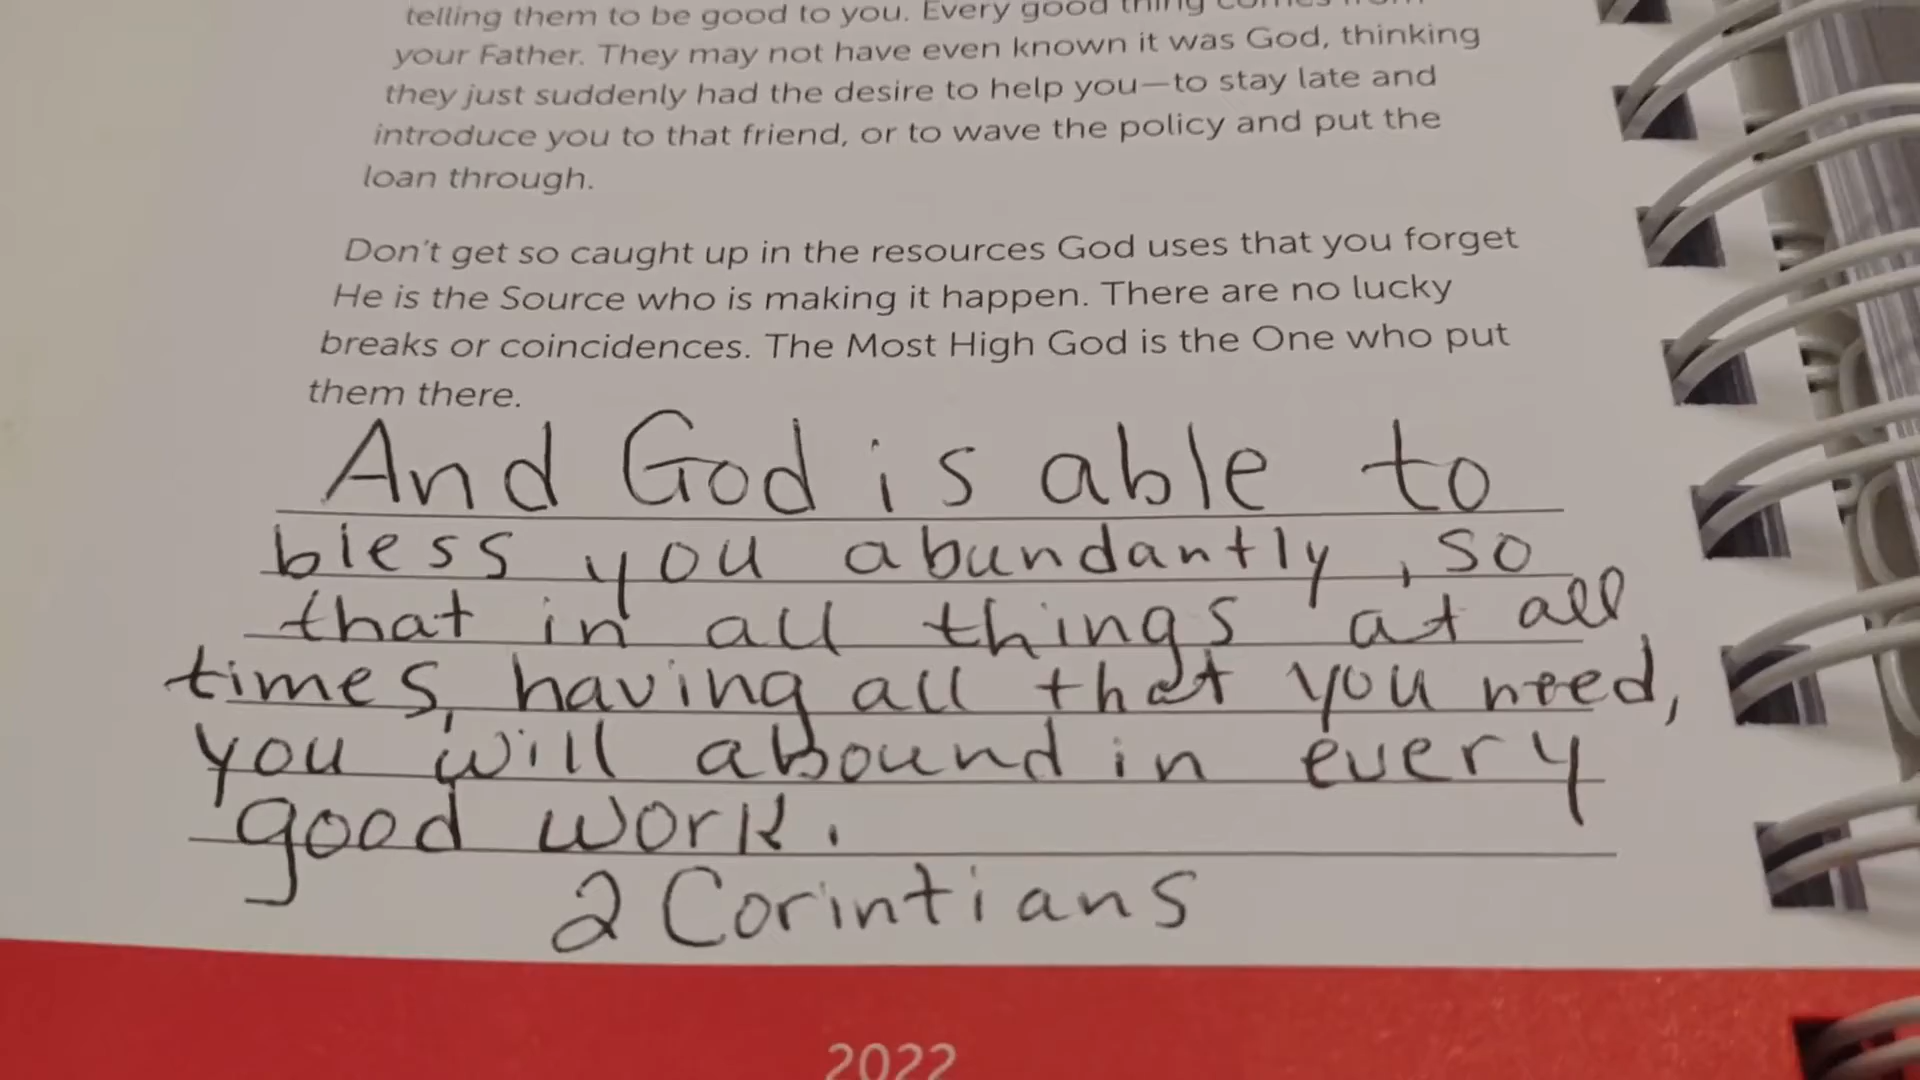 telling them to be good to you. Every good thing comes from
your Father. They may not have even known it was God, thinking
they just suddenly had the desire to help you—to stay late and
introduce you to that friend, or to wave the policy and put the
loan through.
Don't get so caught up in the resources God uses that you forget
He is the Source who is making it happen. There are no lucky
breaks or coincidences. The Most High God is the One who put
them there.
And God is able to
bless you abundantly, so
that in all things at all
times, having all that you need,
you will abound in every
good work.
2 Corintians
2022